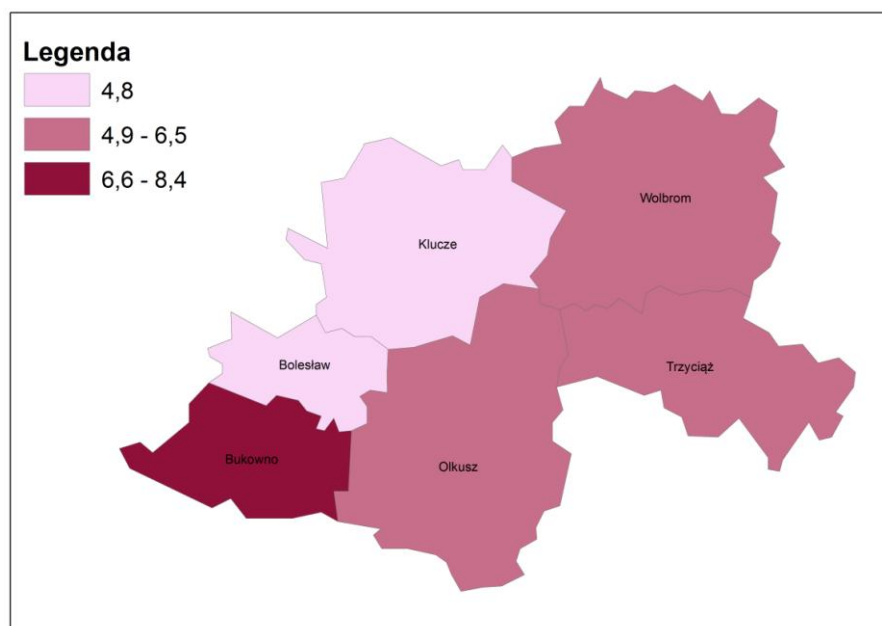 Legenda
4,8
4,9 - 6,5
6,6 - 8,4
Wolbrom
Klucze
Bolesław
Trzyciąż
Bukowno
Olkusz